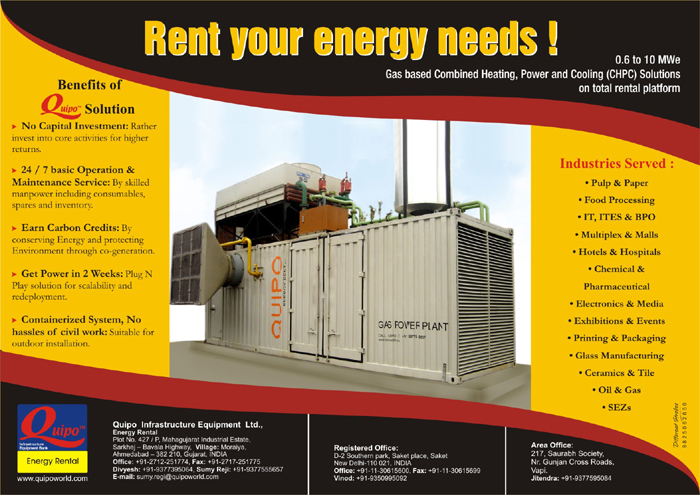 Rent your energy needs !
0.6 to 10 MWe
Gas based Combined Heating, Power and Cooling (CHPC) Solutions
on total rental platform
Benefits of
Quipo™ Solution
▸ No Capital Investment: Rather
invest into core activities for higher
returns.
▸ 24 / 7 basic Operation &
Maintenance Service: By skilled
manpower including consumables,
spares and inventory.
▸ Earn Carbon Credits: By
conserving Energy and protecting
Environment through co-generation.
▸ Get Power in 2 Weeks: Plug N
Play solution for scalability and
redeployment.
▸ Containerized System, No
hassles of civil work: Suitable for
outdoor installation.
QUIPO
GAS POWER PLANT
Industries Served :
• Pulp & Paper
• Food Processing
• IT, ITES & BPO
• Multiplex & Malls
• Hotels & Hospitals
• Chemical &
Pharmaceutical
• Electronics & Media
• Exhibitions & Events
• Printing & Packaging
• Glass Manufacturing
• Ceramics & Tile
• Oil & Gas
• SEZs
Quipo™
Infrastructure
Equipment Bank
Energy Rental
www.quipoworld.com
Quipo Infrastructure Equipment Ltd.,
Energy Rental
Plot No. 427 / P, Mahagujarat Industrial Estate,
Sarkhej – Bavala Highway, Village: Moraiya,
Ahmedabad – 382 210, Gujarat, INDIA
Office: +91-2712-251774, Fax: +91-2717-251775
Divyesh: +91-9377395064, Sumy Reji: +91-9377555657
E-mail: sumy.regi@quipoworld.com
Registered Office:
D-2 Southern park, Saket place, Saket
New Delhi-110 021, INDIA
Office: +91-11-30615600, Fax: +91-11-30615699
Vinod: +91-9350995092
Area Office:
217, Saurabh Society,
Nr. Gunjan Cross Roads,
Vapi.
Jitendra: +91-9377595084
Different Strokes